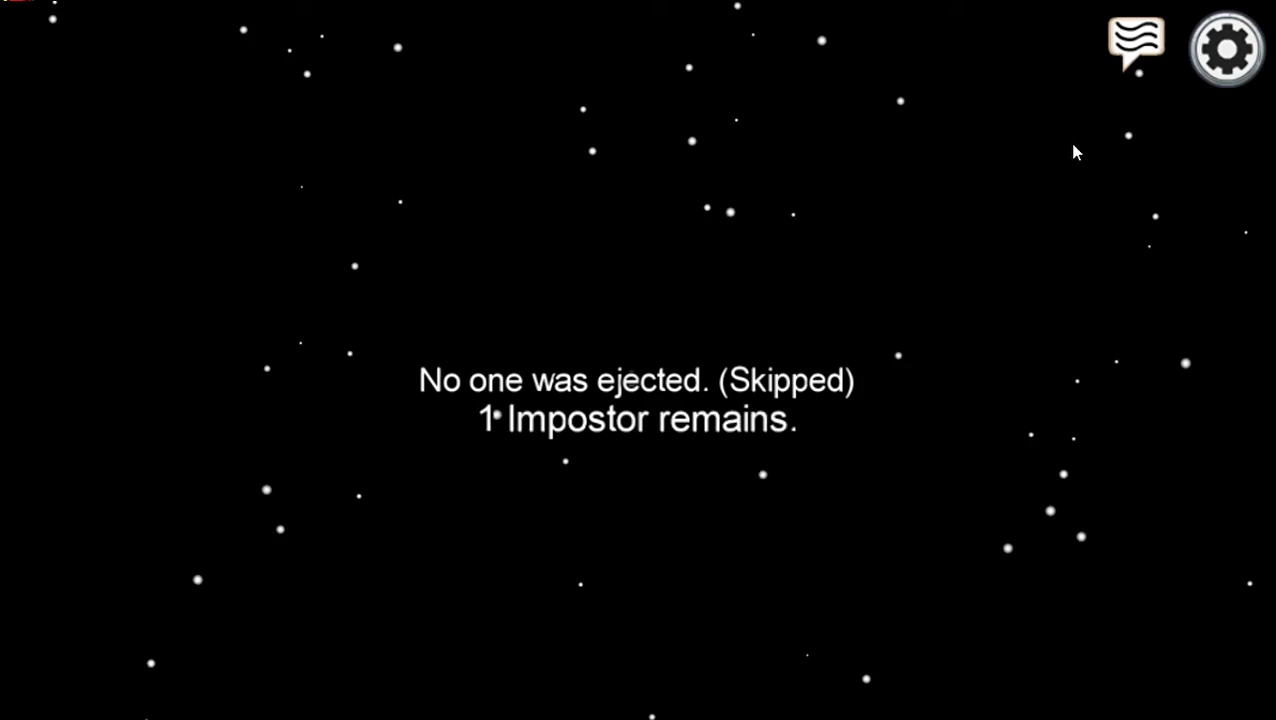 No one was ejected. (Skipped)
1 Impostor remains.